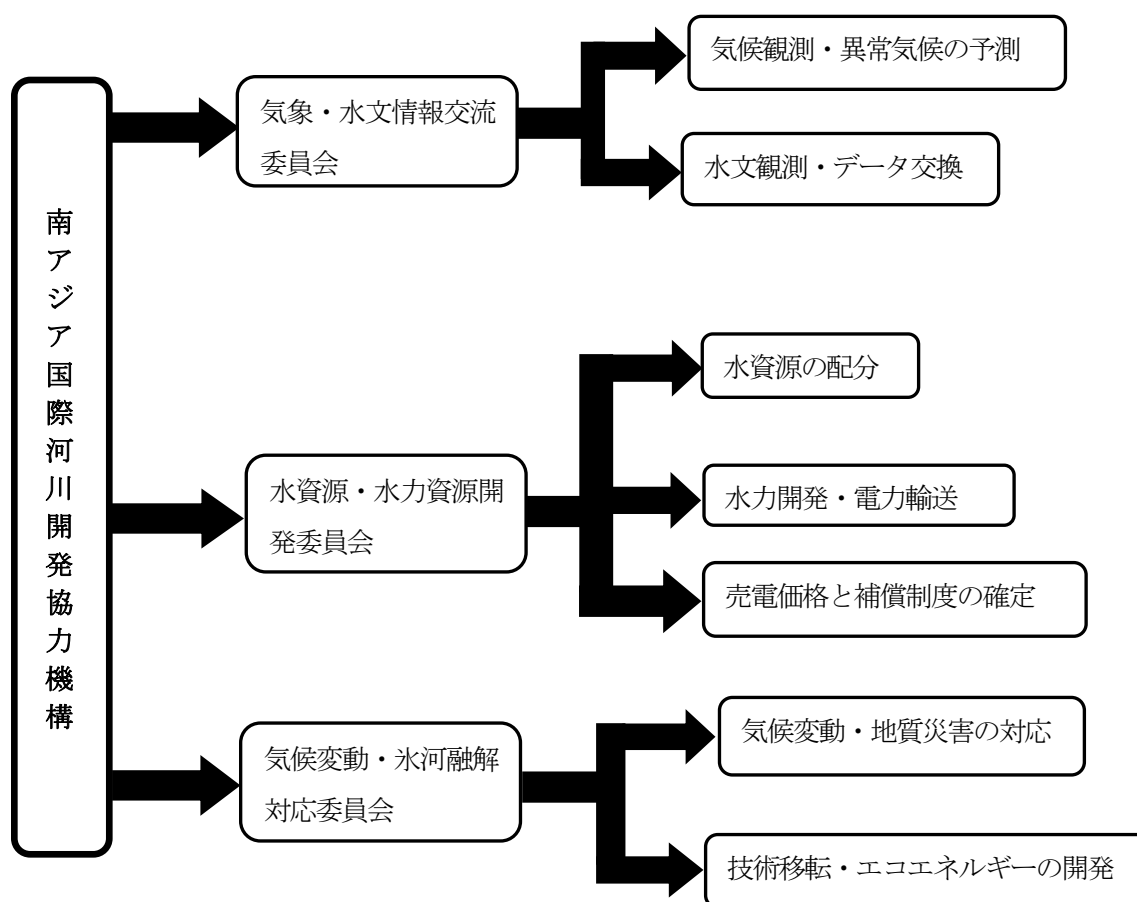 南アジア国際河川開発協力機構
気象・水文情報交流
委員会
気候観測・異常気候の予測
水文観測・データ交換
水資源・水力資源開
発委員会
水資源の配分
水力開発・電力輸送
売電価格と補償制度の確定
気候変動・氷河融解
対応委員会
気候変動・地質災害の対応
技術移転・エコエネルギーの開発